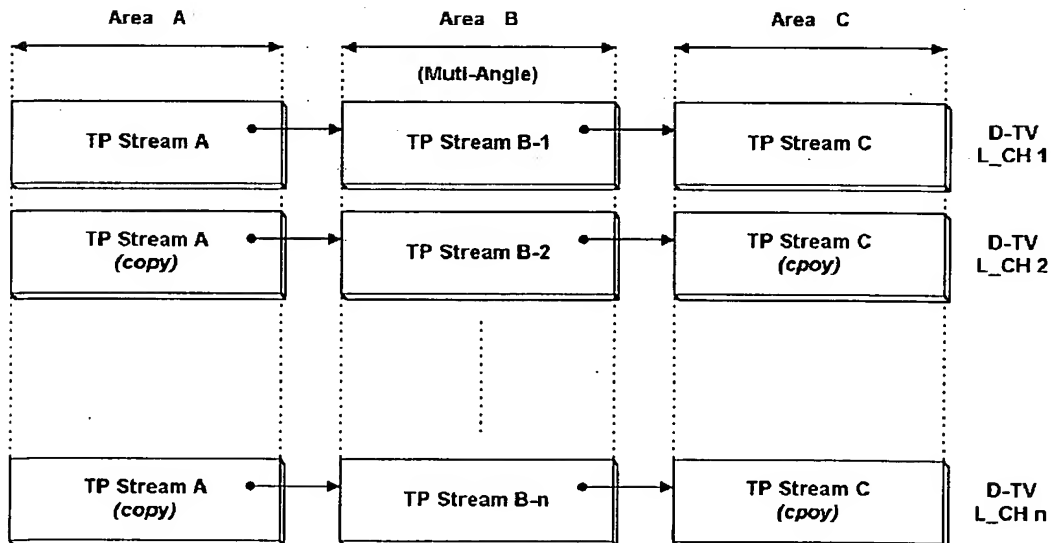 Area A
Area B
Area C
(Muti-Angle)
TP Stream A
TP Stream B-1
TP Stream C
D-TV
L_CH 1
TP Stream A
(copy)
TP Stream B-2
TP Stream C
(cpoy)
D-TV
L_CH 2
TP Stream A
(copy)
TP Stream B-n
TP Stream C
(cpoy)
D-TV
L_CH n